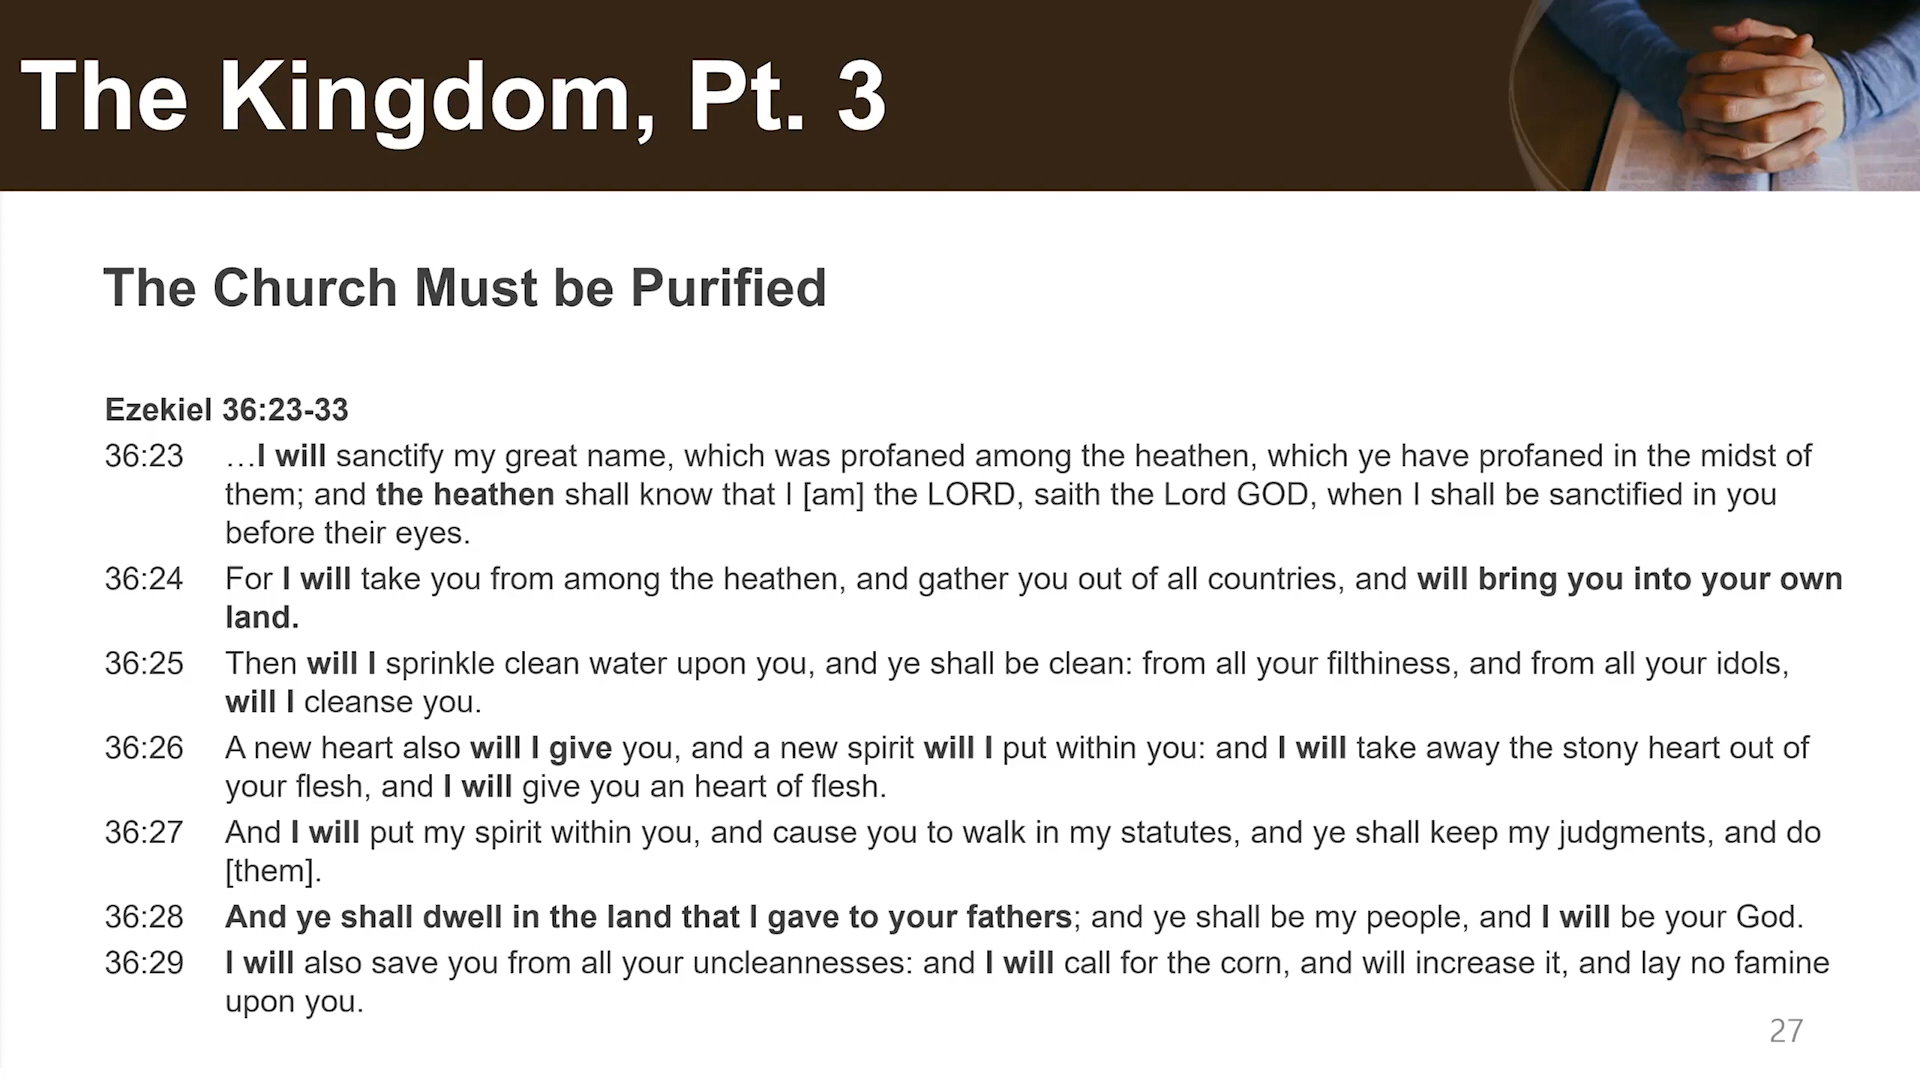 The Kingdom, Pt. 3
The Church Must be Purified
Ezekiel 36:23-33
36:23 …I will sanctify my great name, which was profaned among the heathen, which ye have profaned in the midst of
them; and the heathen shall know that I [am] the LORD, saith the Lord GOD, when I shall be sanctified in you
before their eyes.
36:24 For I will take you from among the heathen, and gather you out of all countries, and will bring you into your own
land.
36:25 Then will I sprinkle clean water upon you, and ye shall be clean: from all your filthiness, and from all your idols,
will I cleanse you.
36:26 A new heart also will I give you, and a new spirit will I put within you: and I will take away the stony heart out of
your flesh, and I will give you an heart of flesh.
36:27 And I will put my spirit within you, and cause you to walk in my statutes, and ye shall keep my judgments, and do
[them].
36:28 And ye shall dwell in the land that I gave to your fathers; and ye shall be my people, and I will be your God.
36:29 I will also save you from all your uncleannesses: and I will call for the corn, and will increase it, and lay no famine
upon you.
27